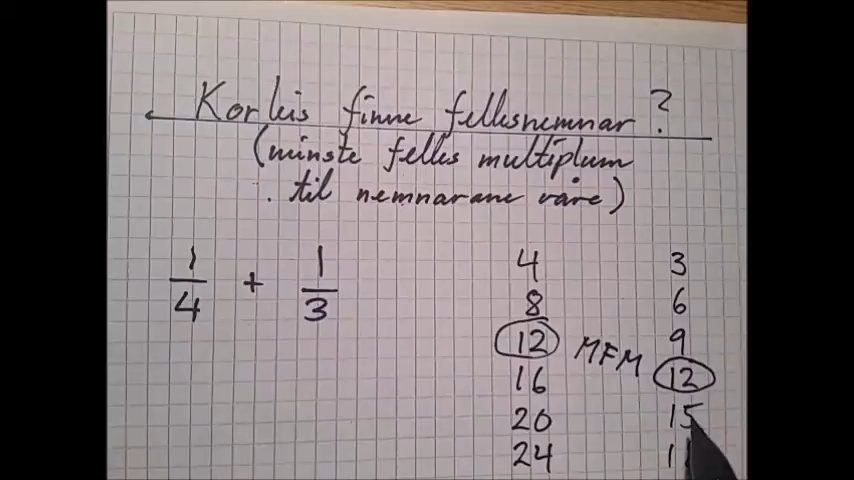 Korleis finne fellesnemnar?
(minste felles multiplum
til nemnarane våre)
1/4 + 1/3
4 3
8 6
12 MFM 9
16 12
20 15
24